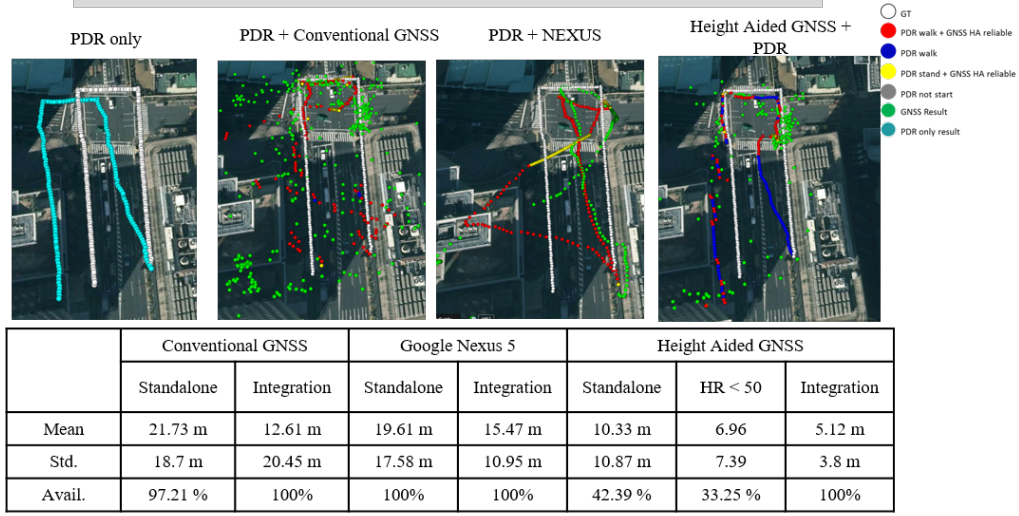 PDR only
PDR + Conventional GNSS
PDR + NEXUS
Height Aided GNSS +
PDR
GT
PDR walk + GNSS HA reliable
PDR walk
PDR stand + GNSS HA reliable
PDR not start
GNSS Result
PDR only result
Conventional GNSS Google Nexus 5 Height Aided GNSS
Standalone Integration Standalone Integration Standalone HR < 50 Integration
Mean 21.73 m 12.61 m 19.61 m 15.47 m 10.33 m 6.96 5.12 m
Std. 18.7 m 20.45 m 17.58 m 10.95 m 10.87 m 7.39 3.8 m
Avail. 97.21 % 100% 100% 100% 42.39 % 33.25 % 100%